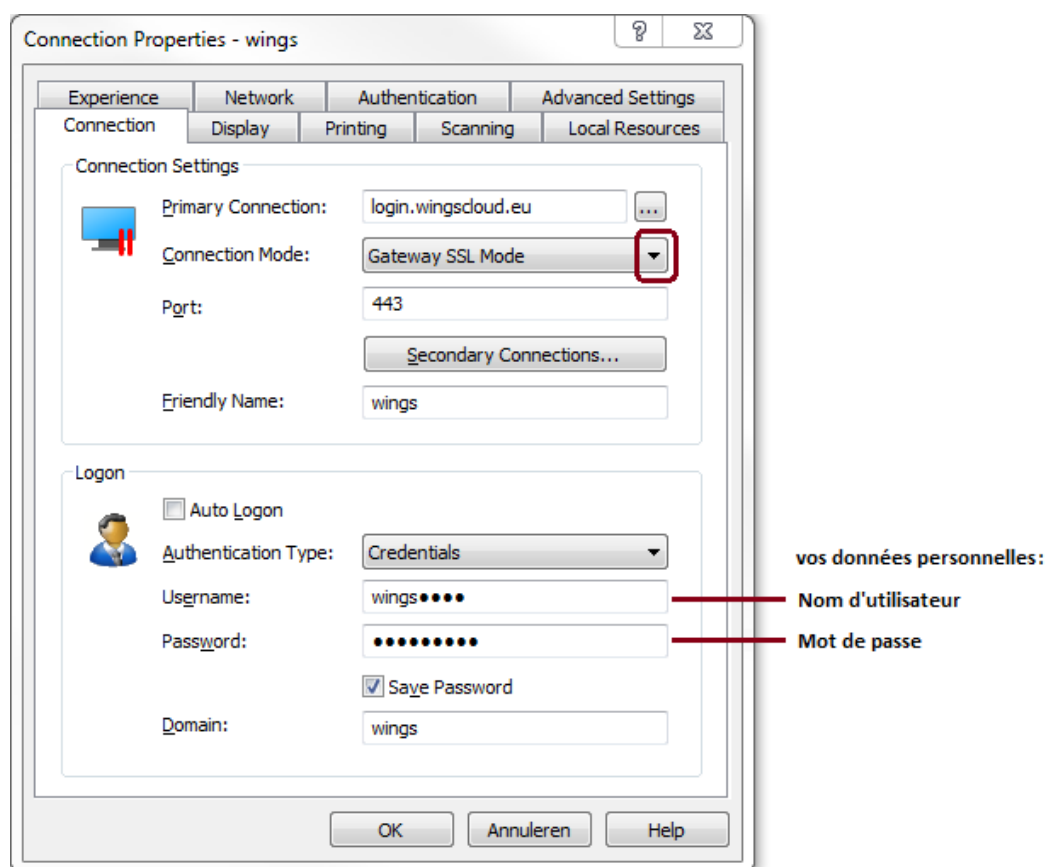 Connection Properties - wings
Experience Network Authentication Advanced Settings
Connection Display Printing Scanning Local Resources
Connection Settings
Primary Connection: login.wingscloud.eu ...
Connection Mode: Gateway SSL Mode
Port: 443
Secondary Connections...
Friendly Name: wings
Logon
Auto Logon
Authentication Type: Credentials
vos données personnelles:
Username: wings●●●● Nom d'utilisateur
Password: ●●●●●●●●● Mot de passe
Save Password
Domain: wings
OK Annuleren Help